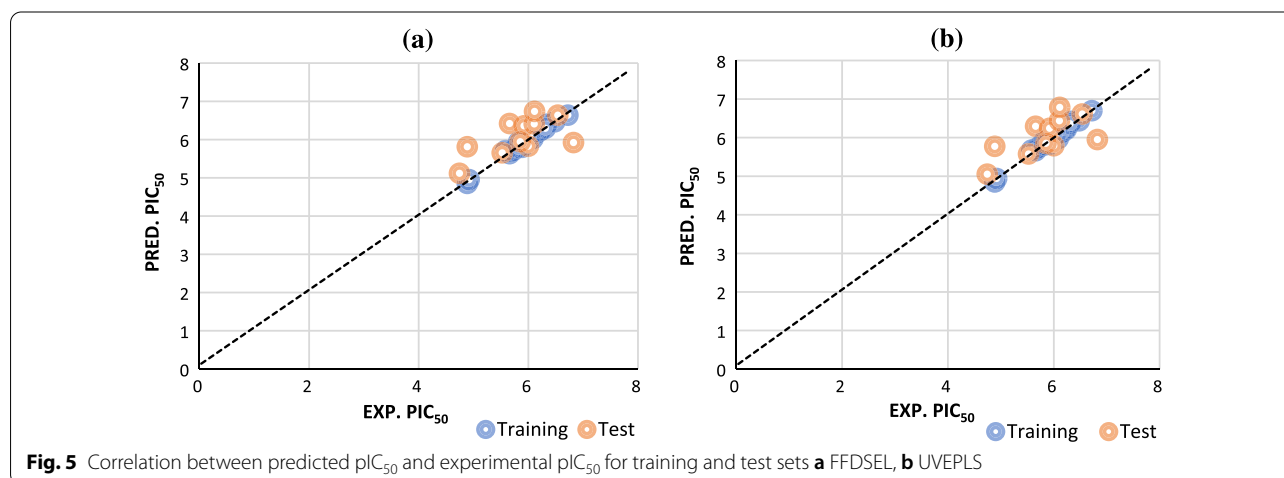 (a)
8
7
6
5
4
3
2
1
0
0 2 4 6 8
PRED. PIC₅₀
EXP. PIC₅₀
Training Test
(b)
8
7
6
5
4
3
2
1
0
0 2 4 6 8
PRED. PIC₅₀
EXP. PIC₅₀
Training Test
Fig. 5 Correlation between predicted pIC₅₀ and experimental pIC₅₀ for training and test sets a FFDSEL, b UVEPLS